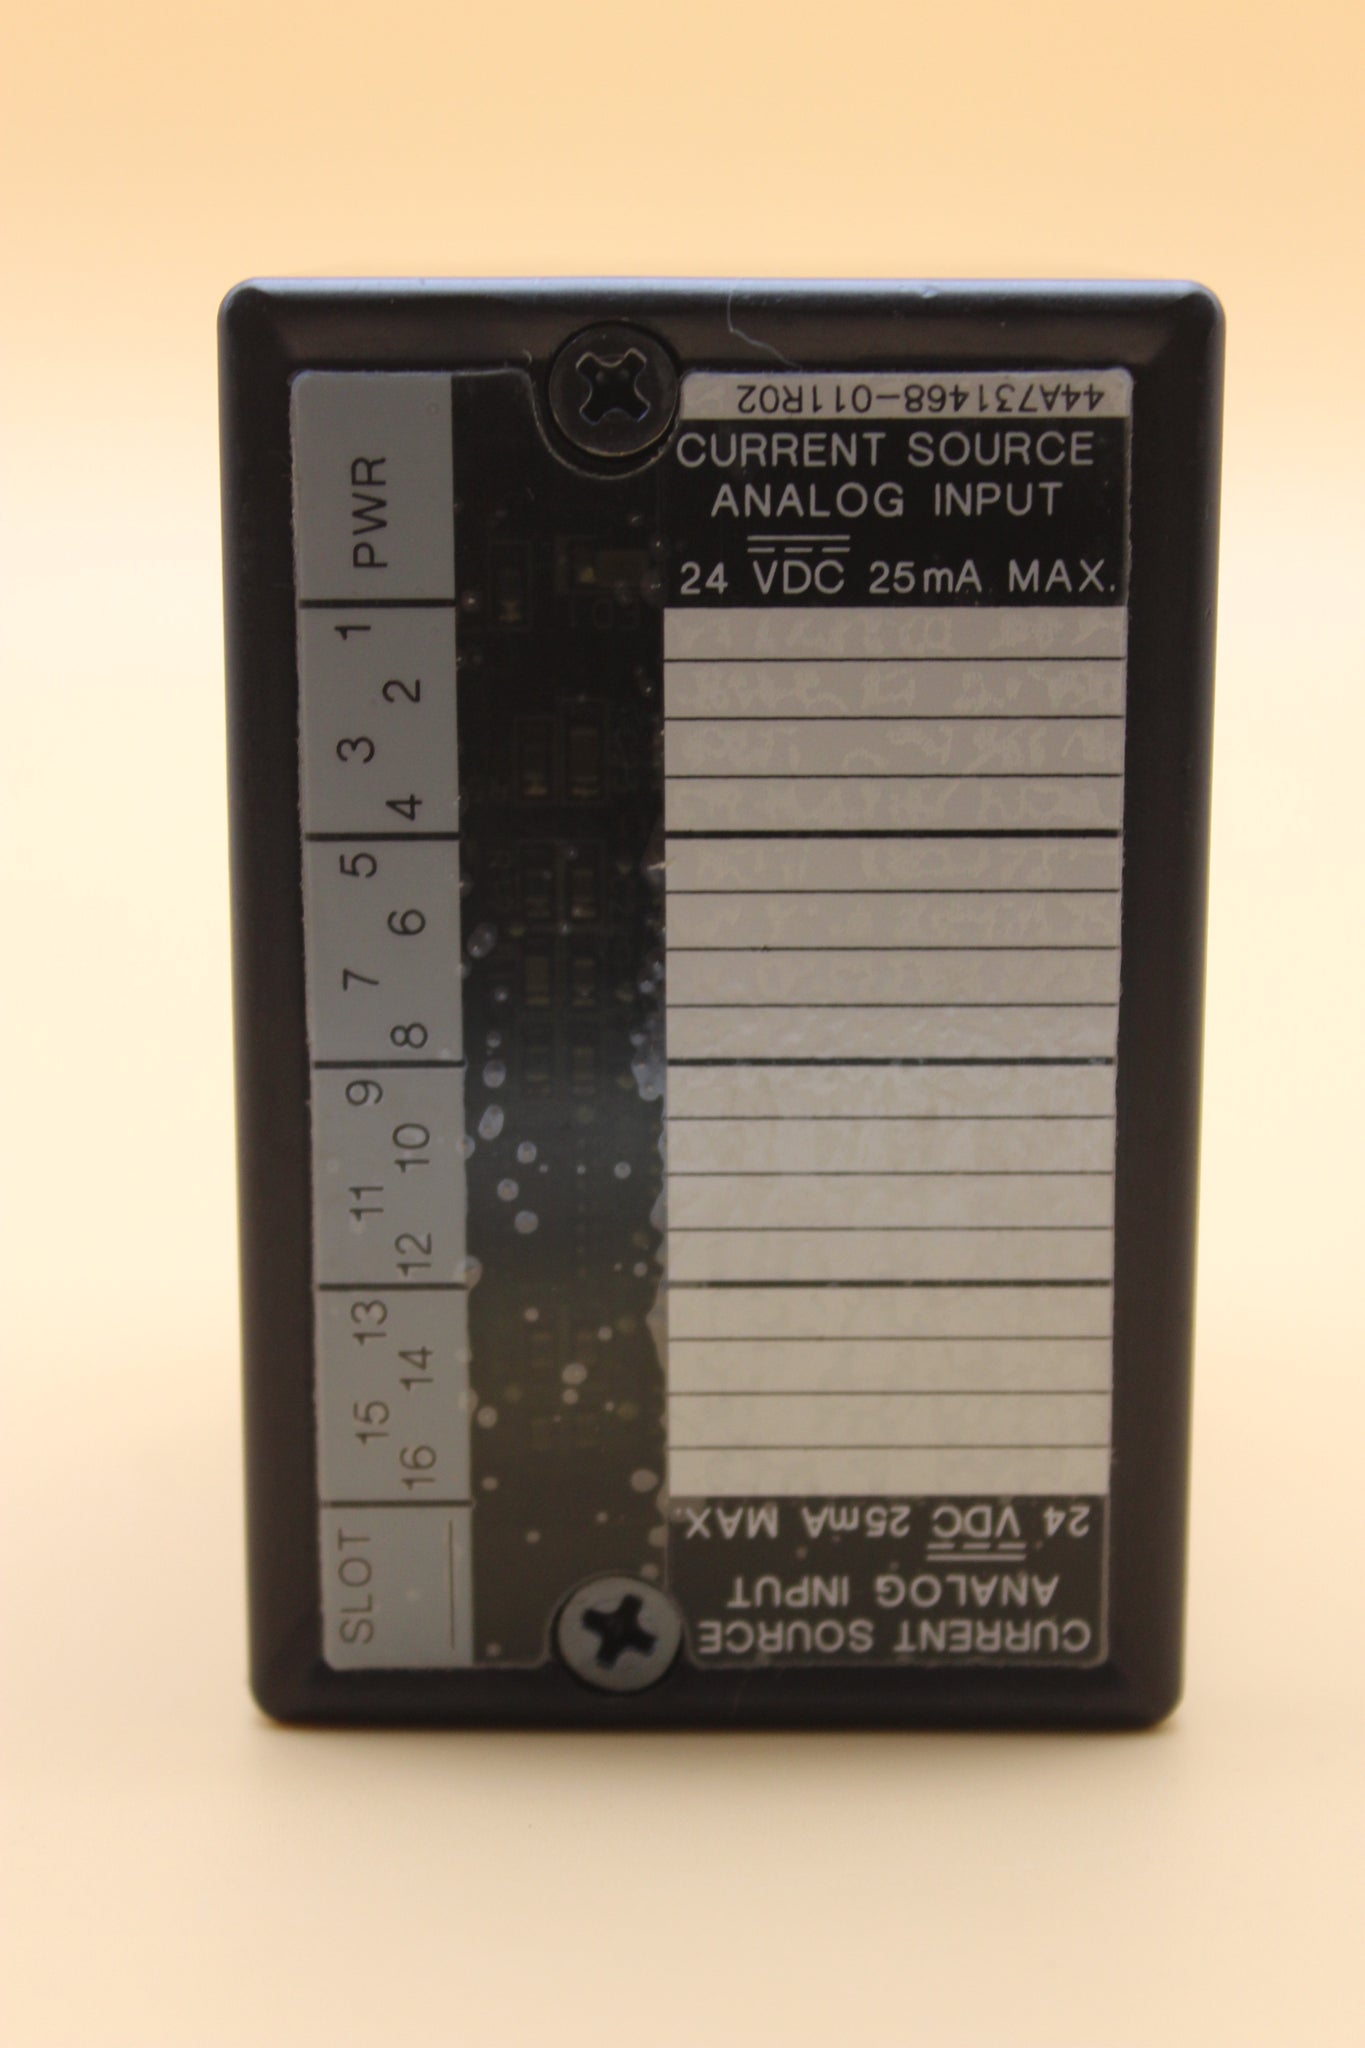 44A731468-011R02
CURRENT SOURCE
ANALOG INPUT
24 VDC 25mA MAX.
PWR
1
2
3
4
5
6
7
8
9
10
11
12
13
14
15
16
SLOT
CURRENT SOURCE
ANALOG INPUT
24 VDC 25mA MAX.